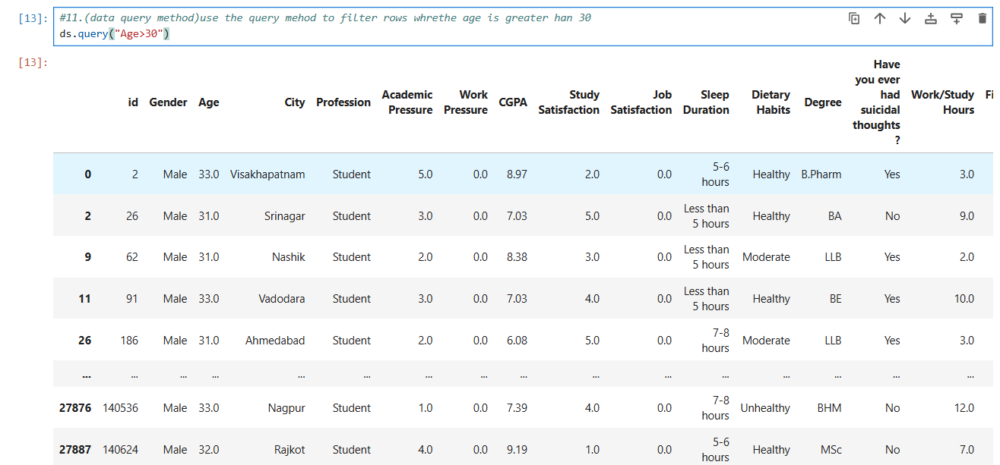 [13]: #11.(data query method)use the query mehod to filter rows whrethe age is greater han 30
ds.query("Age>30")
[13]:
id Gender Age City Profession Academic Pressure Work Pressure CGPA Study Satisfaction Job Satisfaction Sleep Duration Dietary Habits Degree Have you ever had suicidal thoughts ? Work/Study Hours Fi
0 2 Male 33.0 Visakhapatnam Student 5.0 0.0 8.97 2.0 0.0 5-6 hours Healthy B.Pharm Yes 3.0
2 26 Male 31.0 Srinagar Student 3.0 0.0 7.03 5.0 0.0 Less than 5 hours Healthy BA No 9.0
9 62 Male 31.0 Nashik Student 2.0 0.0 8.38 3.0 0.0 Less than 5 hours Moderate LLB Yes 2.0
11 91 Male 33.0 Vadodara Student 3.0 0.0 7.03 4.0 0.0 Less than 5 hours Healthy BE Yes 10.0
26 186 Male 31.0 Ahmedabad Student 2.0 0.0 6.08 5.0 0.0 7-8 hours Moderate LLB Yes 3.0
... ... ... ... ... ... ... ... ... ... ... ... ... ... ... ...
27876 140536 Male 33.0 Nagpur Student 1.0 0.0 7.39 4.0 0.0 7-8 hours Unhealthy BHM No 12.0
27887 140624 Male 32.0 Rajkot Student 4.0 0.0 9.19 1.0 0.0 5-6 hours Healthy MSc No 7.0